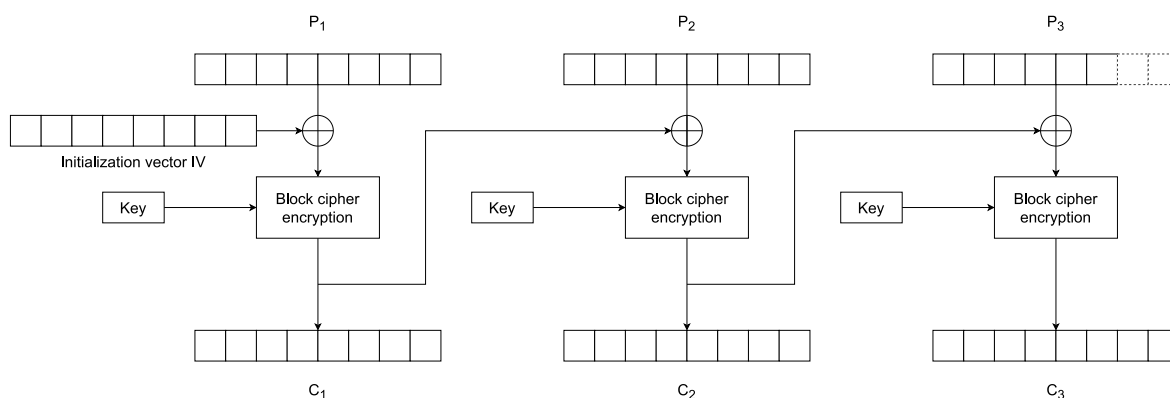 P1
P2
P3
Initialization vector IV
Key
Block cipher
encryption
Key
Block cipher
encryption
Key
Block cipher
encryption
C1
C2
C3